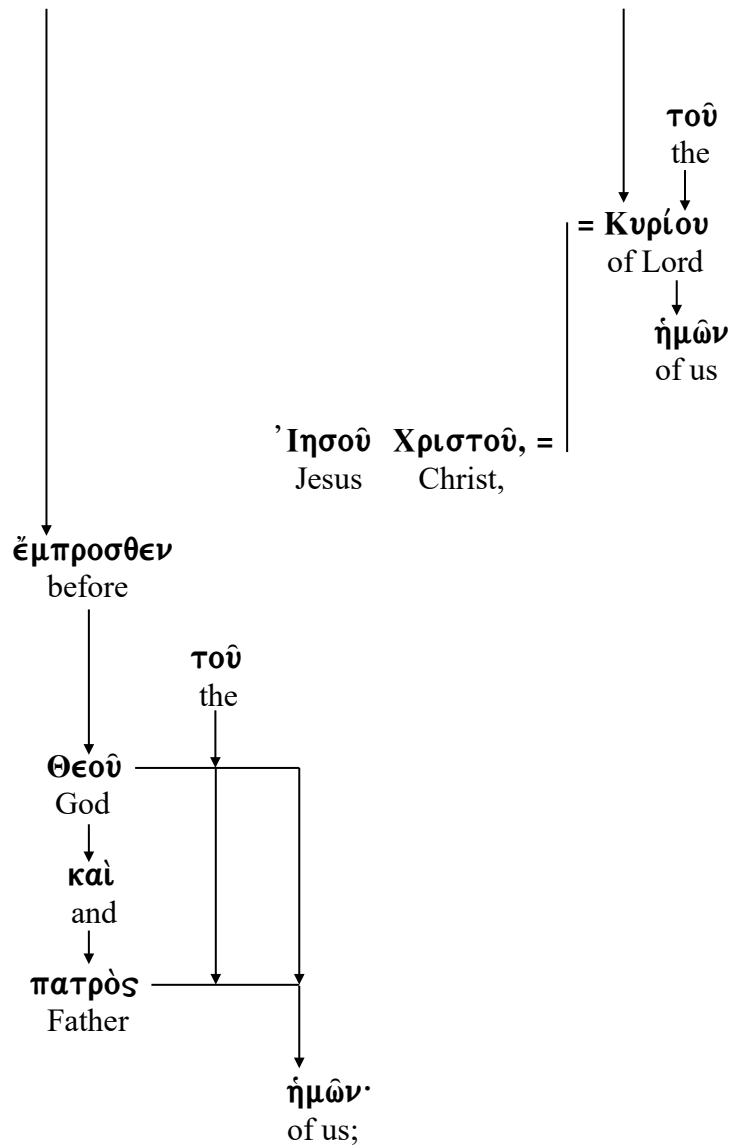 τοῦ
the
= Κυρίου
of Lord
ἡμῶν
of us
᾿Ιησοῦ Χριστοῦ, =
Jesus Christ,
ἔμπροσθεν
before
τοῦ
the
Θεοῦ
God
καὶ
and
πατρὸς
Father
ἡμῶν·
of us;